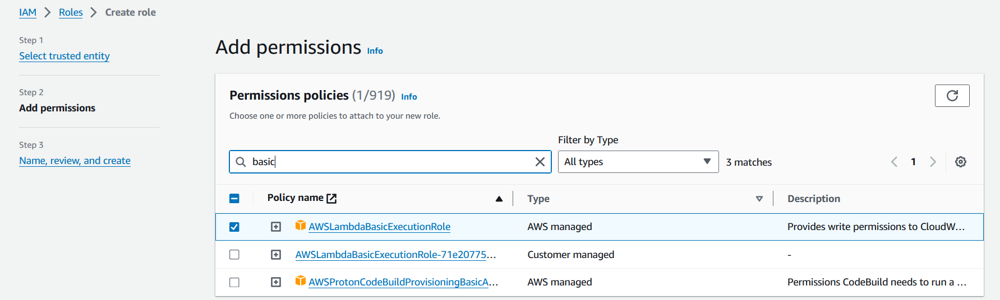 IAM > Roles > Create role
Step 1
Select trusted entity
Step 2
Add permissions
Step 3
Name, review, and create
Add permissions Info
Permissions policies (1/919) Info
Choose one or more policies to attach to your new role.
Filter by Type
basic
All types
3 matches
1
Policy name Type Description
AWSLambdaBasicExecutionRole AWS managed Provides write permissions to CloudW...
AWSLambdaBasicExecutionRole-71e20775... Customer managed -
AWSProtonCodeBuildProvisioningBasicA... AWS managed Permissions CodeBuild needs to run a ...